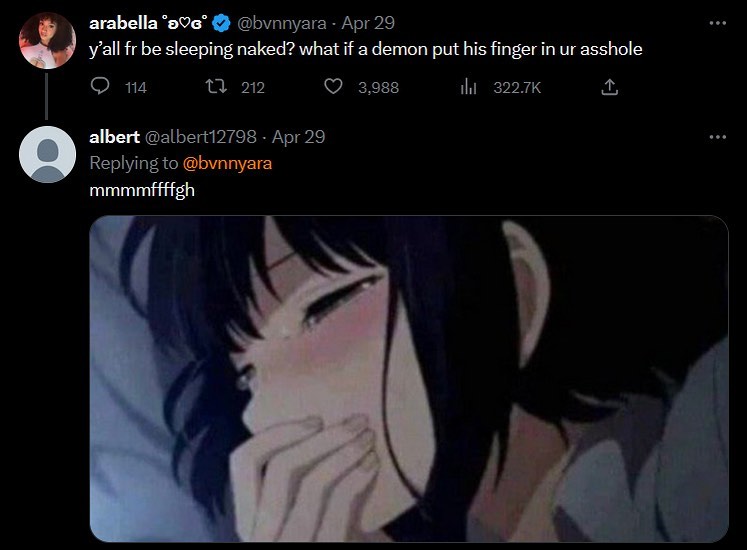 arabella ˚ʚ♡ɞ˚ @bvnnyara · Apr 29
y'all fr be sleeping naked? what if a demon put his finger in ur asshole
114 212 3,988 322.7K
albert @albert12798 · Apr 29
Replying to @bvnnyara
mmmmffffgh